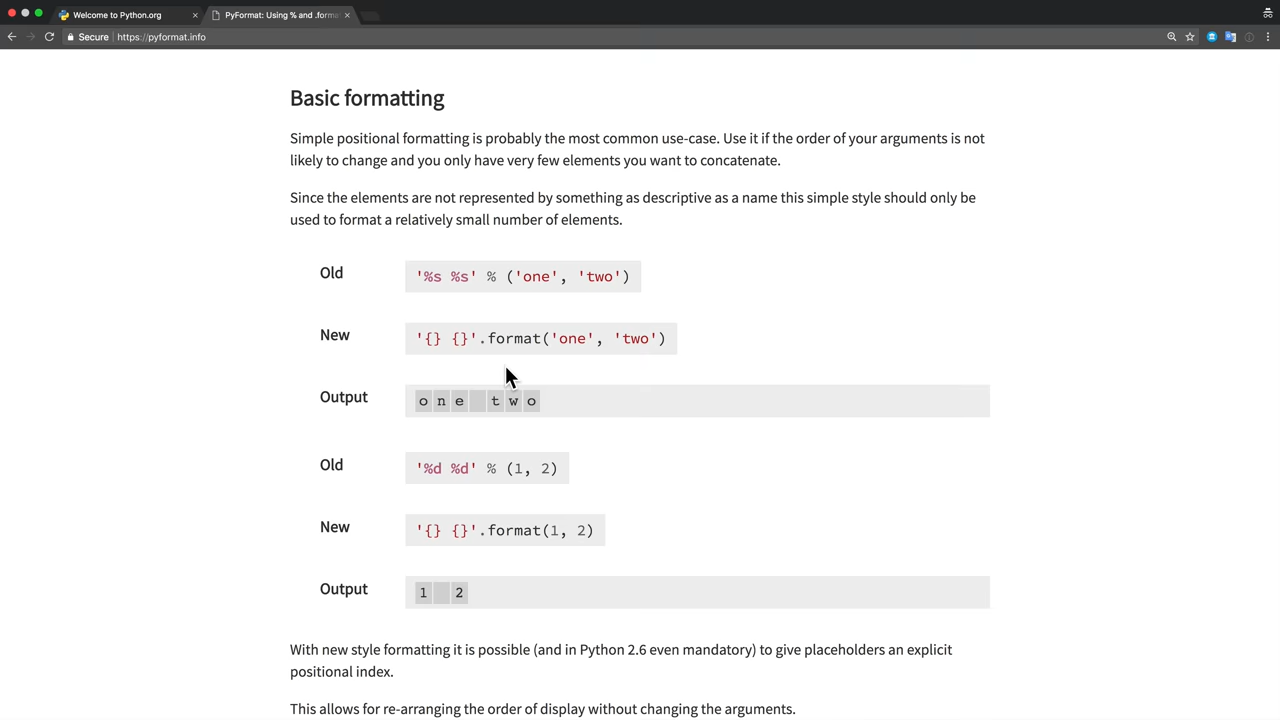 Welcome to Python.org
PyFormat: Using % and .forma
Secure
https://pyformat.info
Basic formatting
Simple positional formatting is probably the most common use-case. Use it if the order of your arguments is not
likely to change and you only have very few elements you want to concatenate.
Since the elements are not represented by something as descriptive as a name this simple style should only be
used to format a relatively small number of elements.
Old
'%s %s' % ('one', 'two')
New
'{} {}'.format('one', 'two')
Output
one two
Old
'%d %d' % (1, 2)
New
'{} {}'.format(1, 2)
Output
1 2
With new style formatting it is possible (and in Python 2.6 even mandatory) to give placeholders an explicit
positional index.
This allows for re-arranging the order of display without changing the arguments.